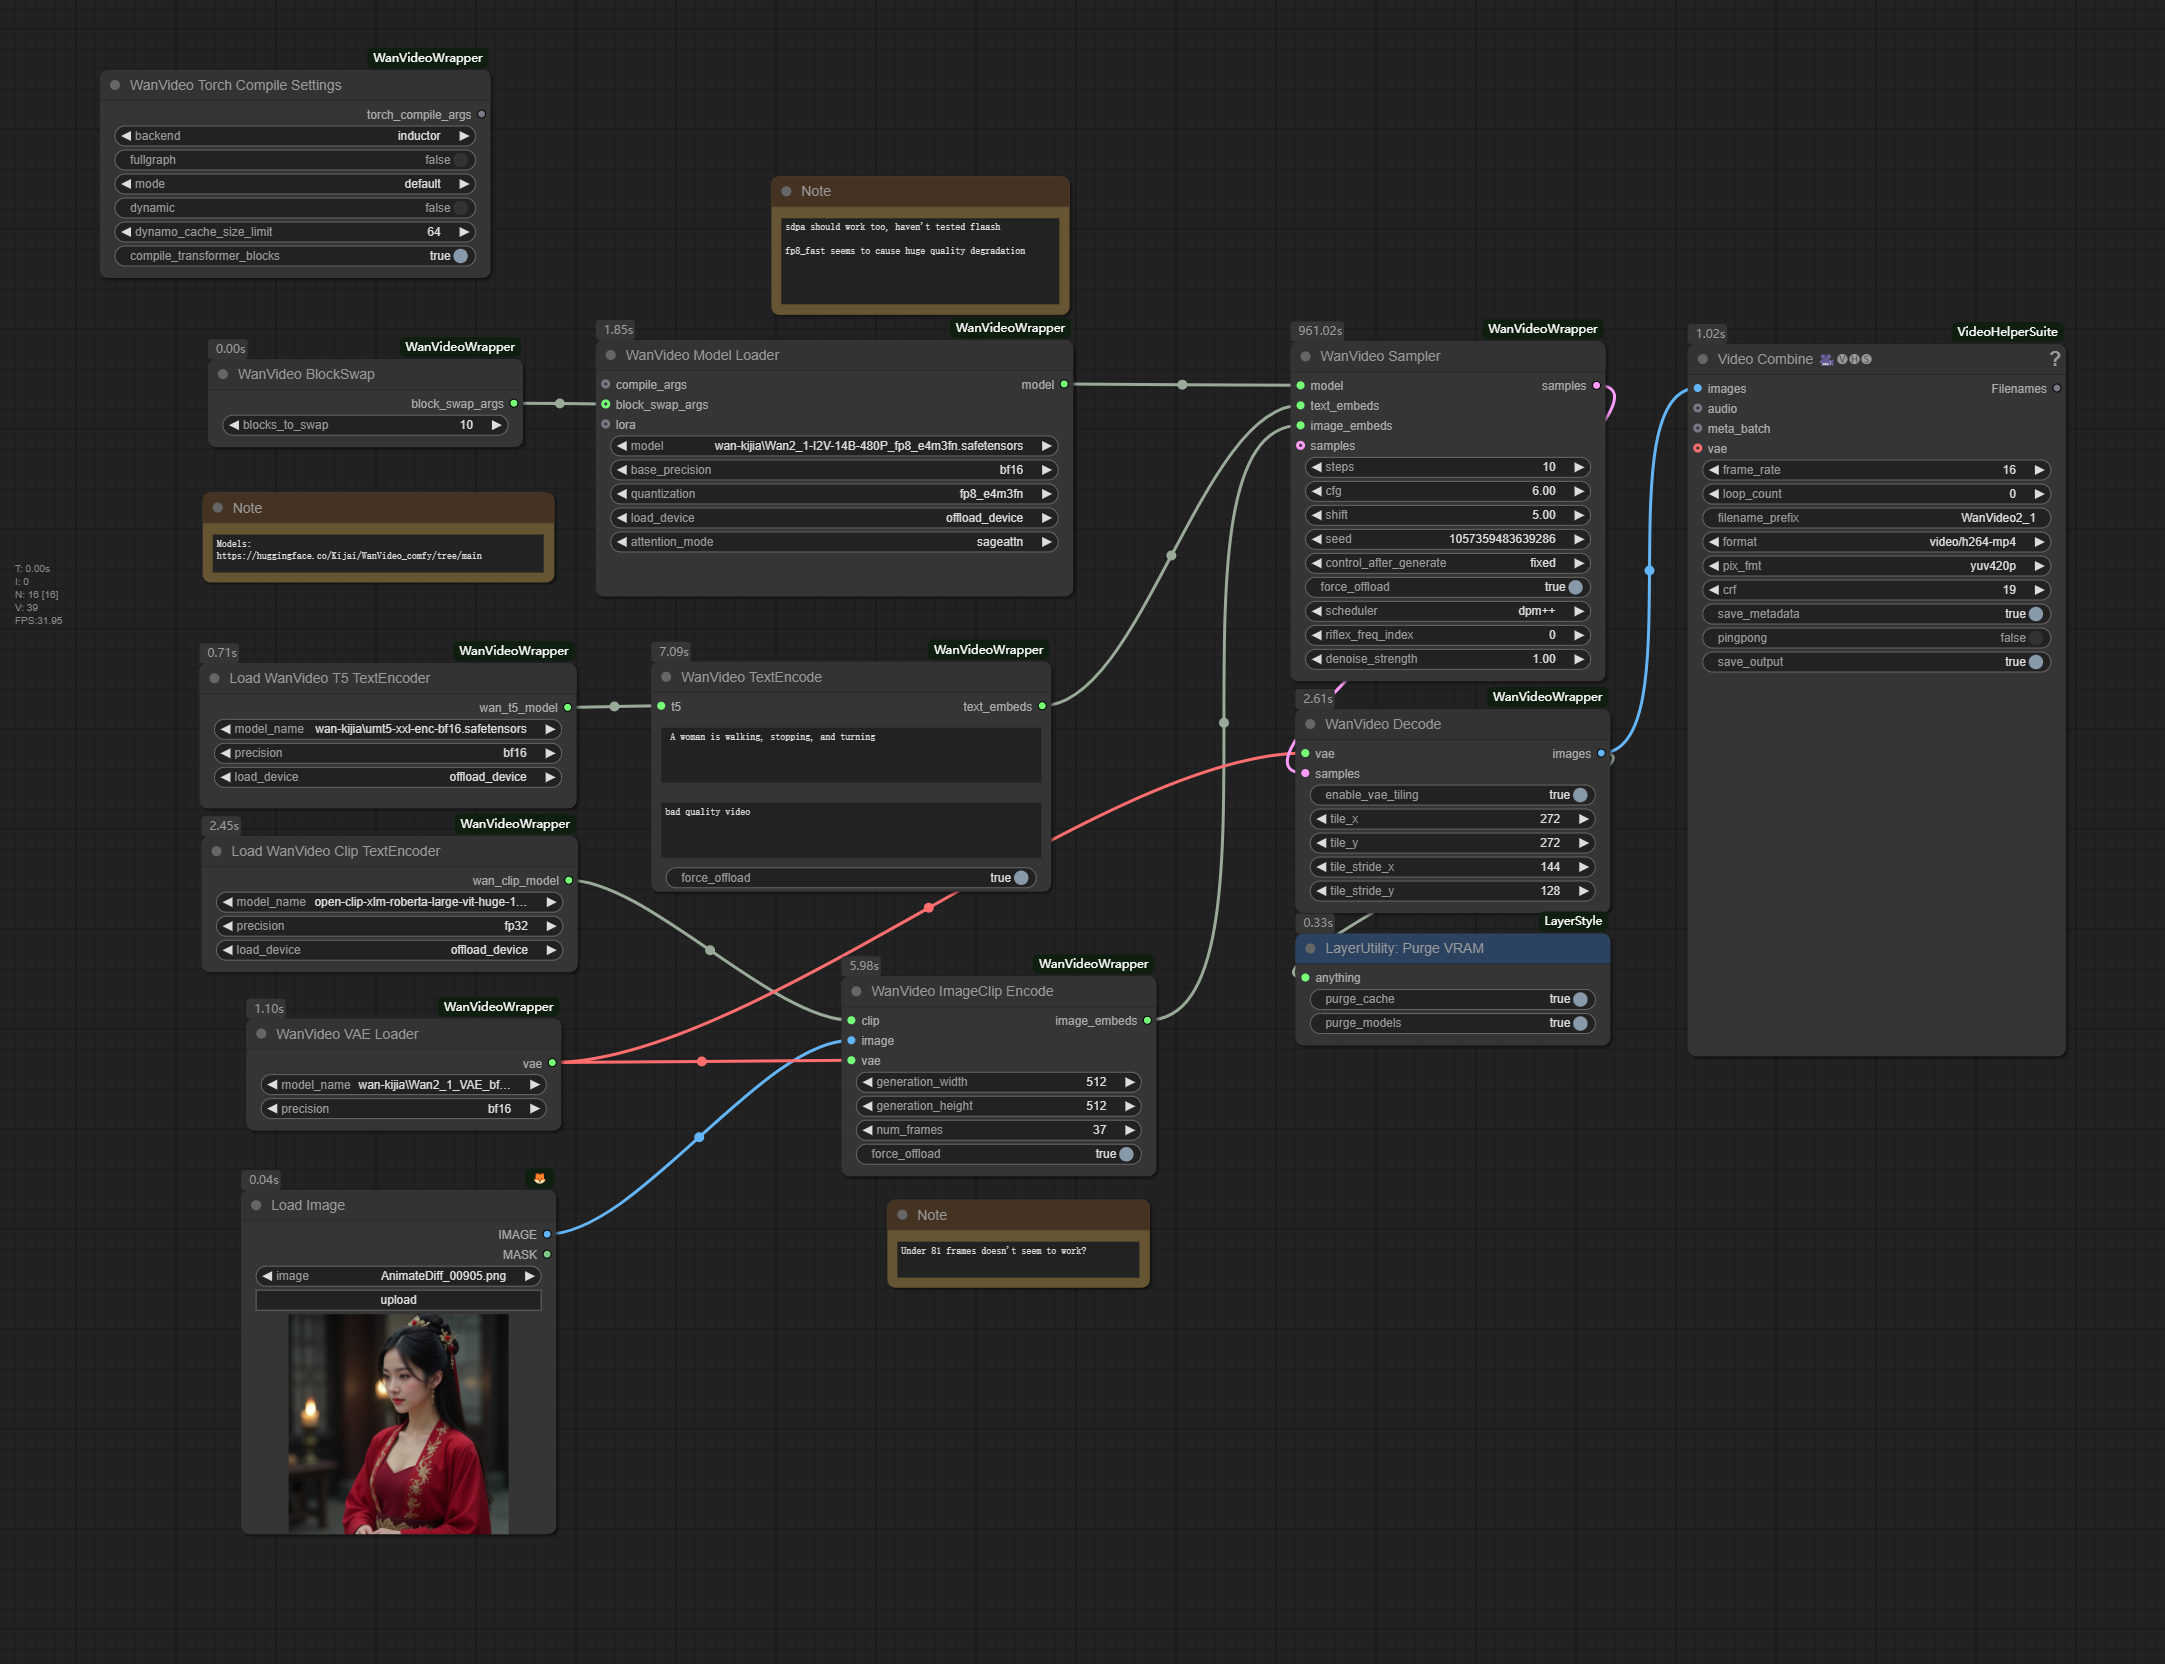 WanVideoWrapper
WanVideo Torch Compile Settings
torch_compile_args
backend inductor
fullgraph false
mode default
dynamic false
dynamo_cache_size_limit 64
compile_transformer_blocks true
Note
sdpa should work too, haven't tested flaash
fp8_fast seems to cause huge quality degradation
0.00s
WanVideoWrapper
WanVideo BlockSwap
block_swap_args
blocks_to_swap 10
Note
Models:
https://huggingface.co/Kijai/WanVideo_comfy/tree/main
T: 0.00s
I: 0
N: 16 [16]
V: 39
FPS:31.95
1.85s
WanVideoWrapper
WanVideo Model Loader
compile_args model
block_swap_args
lora
model wan-kijia\Wan2_1-I2V-14B-480P_fp8_e4m3fn.safetensors
base_precision bf16
quantization fp8_e4m3fn
load_device offload_device
attention_mode sageattn
0.71s
WanVideoWrapper
Load WanVideo T5 TextEncoder
wan_t5_model
model_name wan-kijia\umt5-xxl-enc-bf16.safetensors
precision bf16
load_device offload_device
7.09s
WanVideoWrapper
WanVideo TextEncode
t5 text_embeds
A woman is walking, stopping, and turning
bad quality video
force_offload true
2.45s
WanVideoWrapper
Load WanVideo Clip TextEncoder
wan_clip_model
model_name open-clip-xlm-roberta-large-vit-huge-1...
precision fp32
load_device offload_device
1.10s
WanVideoWrapper
WanVideo VAE Loader
vae
model_name wan-kijia\Wan2_1_VAE_bf...
precision bf16
5.98s
WanVideoWrapper
WanVideo ImageClip Encode
clip image_embeds
image
vae
generation_width 512
generation_height 512
num_frames 37
force_offload true
Note
Under 81 frames doesn't seem to work?
0.04s
Load Image
IMAGE
MASK
image AnimateDiff_00905.png
upload
961.02s
WanVideoWrapper
WanVideo Sampler
model samples
text_embeds
image_embeds
samples
steps 10
cfg 6.00
shift 5.00
seed 1057359483639286
control_after_generate fixed
force_offload true
scheduler dpm++
riflex_freq_index 0
denoise_strength 1.00
2.61s
WanVideoWrapper
WanVideo Decode
vae images
samples
enable_vae_tiling true
tile_x 272
tile_y 272
tile_stride_x 144
tile_stride_y 128
0.33s
LayerStyle
LayerUtility: Purge VRAM
anything
purge_cache true
purge_models true
1.02s
VideoHelperSuite
Video Combine 🎥🅥🅗🅢 ?
images Filenames
audio
meta_batch
vae
frame_rate 16
loop_count 0
filename_prefix WanVideo2_1
format video/h264-mp4
pix_fmt yuv420p
crf 19
save_metadata true
pingpong false
save_output true